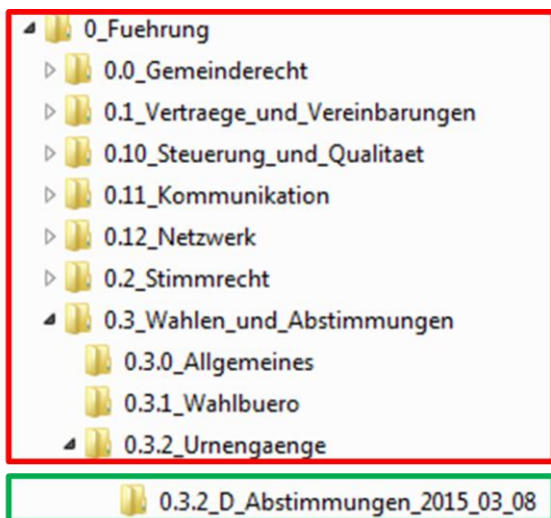 0_Fuehrung
0.0_Gemeinderecht
0.1_Vertraege_und_Vereinbarungen
0.10_Steuerung_und_Qualitaet
0.11_Kommunikation
0.12_Netzwerk
0.2_Stimmrecht
0.3_Wahlen_und_Abstimmungen
0.3.0_Allgemeines
0.3.1_Wahlbuero
0.3.2_Urnengaenge
0.3.2_D_Abstimmungen_2015_03_08